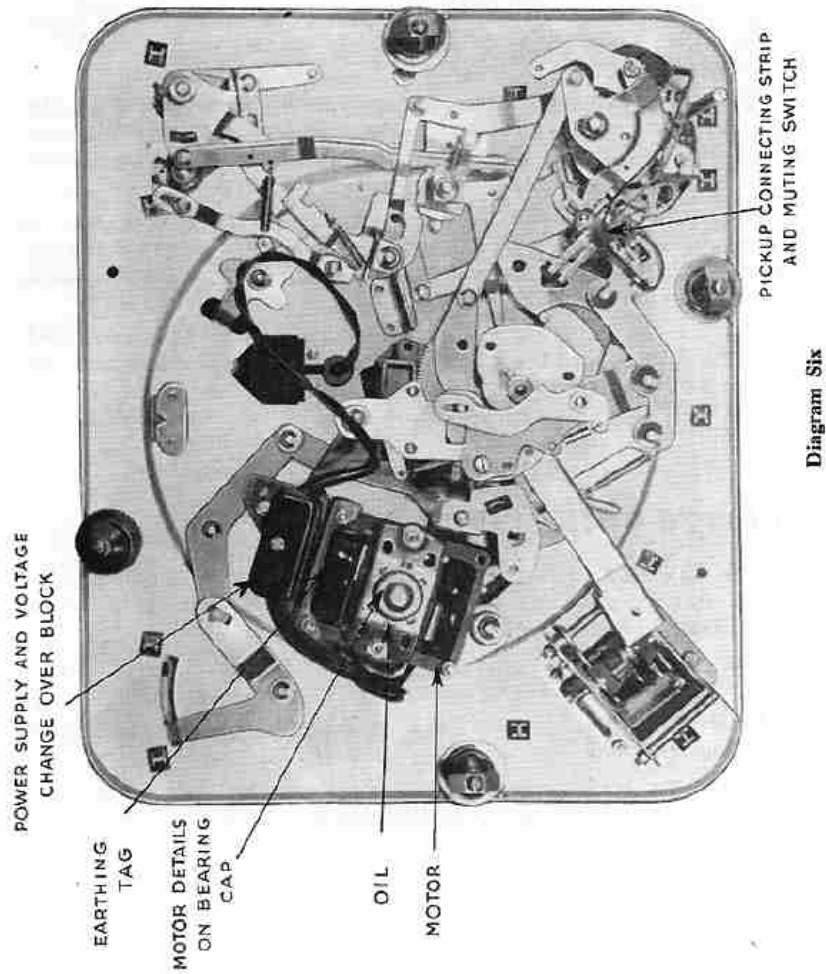 POWER SUPPLY AND VOLTAGE
CHANGE OVER BLOCK
EARTHING
TAG
MOTOR DETAILS
ON BEARING
CAP
OIL
MOTOR
PICKUP CONNECTING STRIP
AND MUTING SWITCH
H
H
H
H
H
H
H
H
H
H
H
Diagram Six